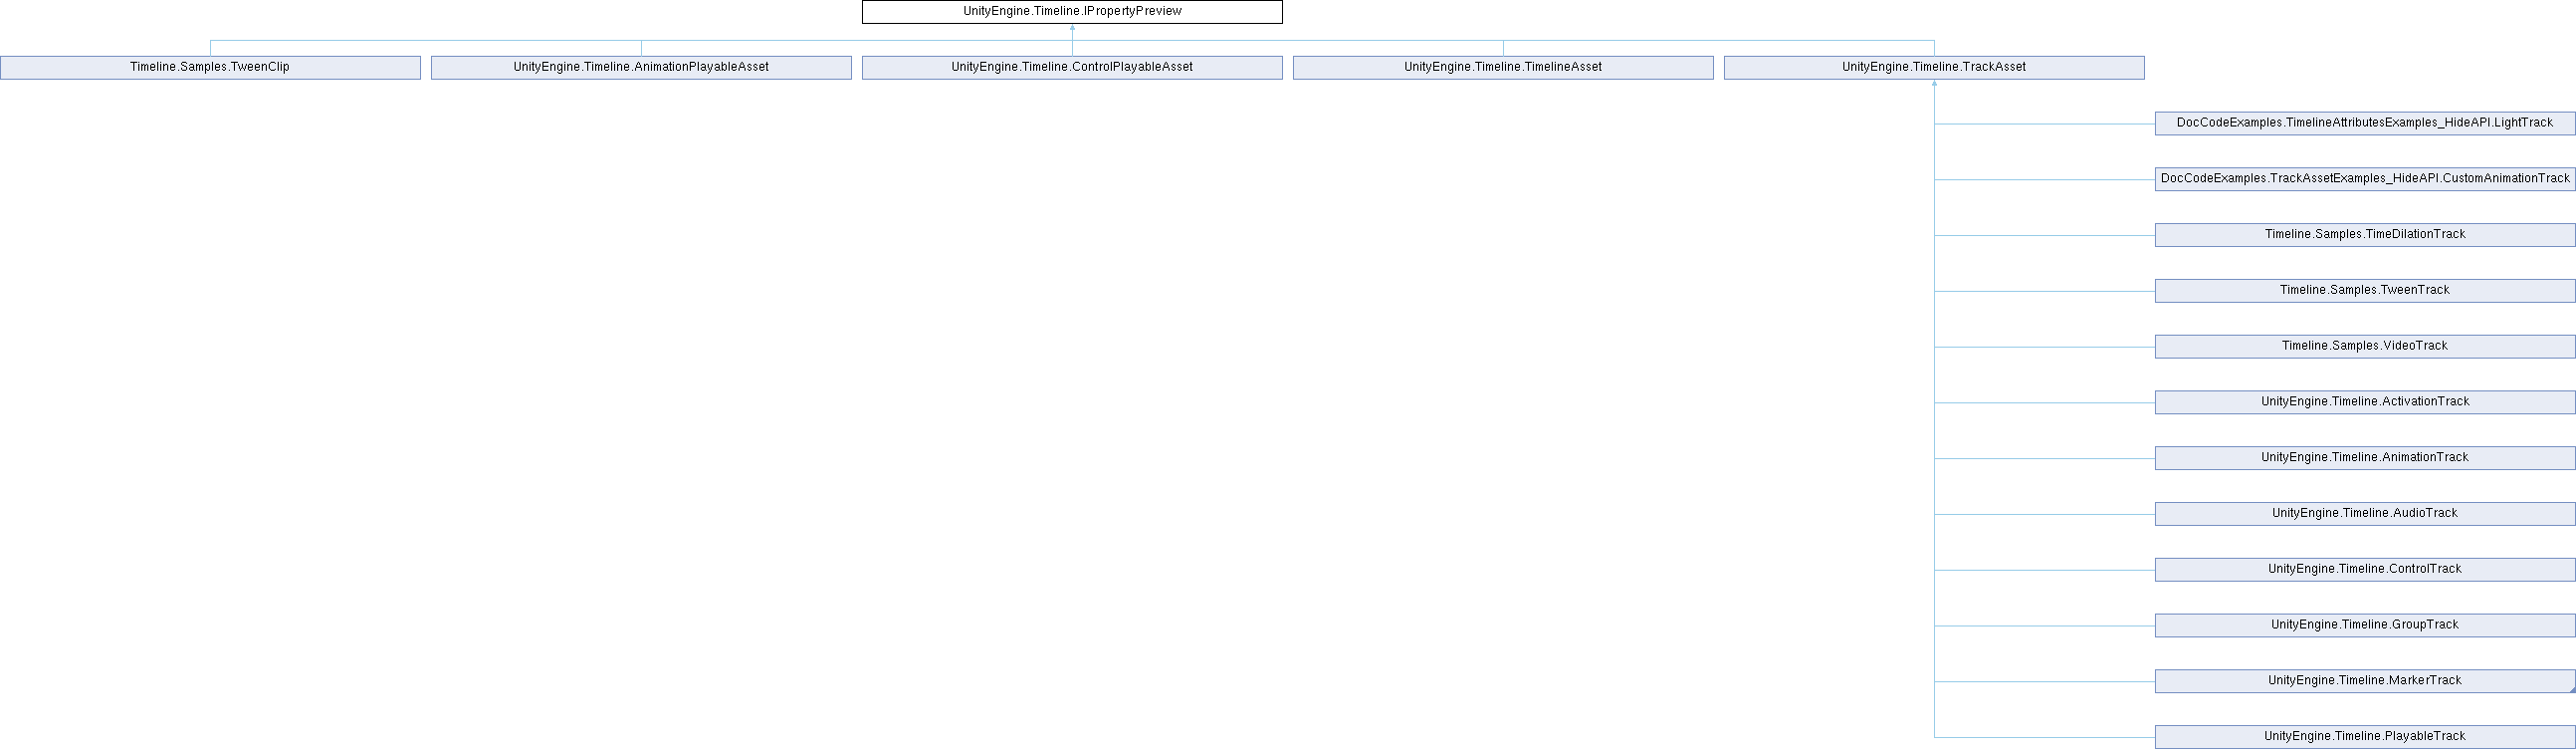 UnityEngine.Timeline.IPropertyPreview
Timeline.Samples.TweenClip
UnityEngine.Timeline.AnimationPlayableAsset
UnityEngine.Timeline.ControlPlayableAsset
UnityEngine.Timeline.TimelineAsset
UnityEngine.Timeline.TrackAsset
DocCodeExamples.TimelineAttributesExamples_HideAPI.LightTrack
DocCodeExamples.TrackAssetExamples_HideAPI.CustomAnimationTrack
Timeline.Samples.TimeDilationTrack
Timeline.Samples.TweenTrack
Timeline.Samples.VideoTrack
UnityEngine.Timeline.ActivationTrack
UnityEngine.Timeline.AnimationTrack
UnityEngine.Timeline.AudioTrack
UnityEngine.Timeline.ControlTrack
UnityEngine.Timeline.GroupTrack
UnityEngine.Timeline.MarkerTrack
UnityEngine.Timeline.PlayableTrack